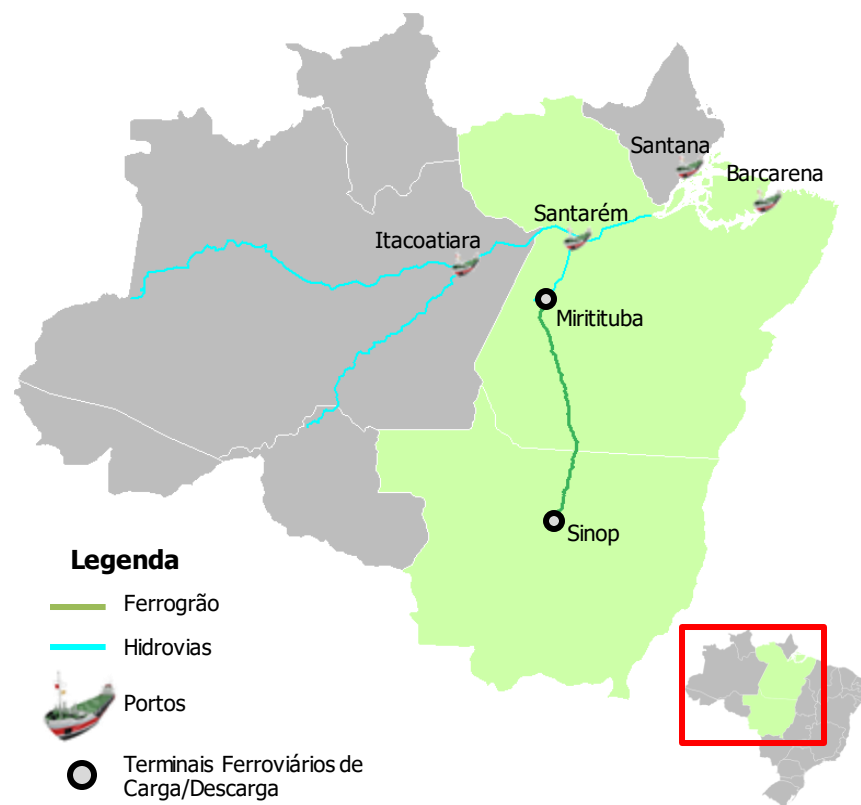 Santana
Barcarena
Santarém
Itacoatiara
Miritituba
Sinop
Legenda
Ferrogrão
Hidrovias
Portos
Terminais Ferroviários de
Carga/Descarga